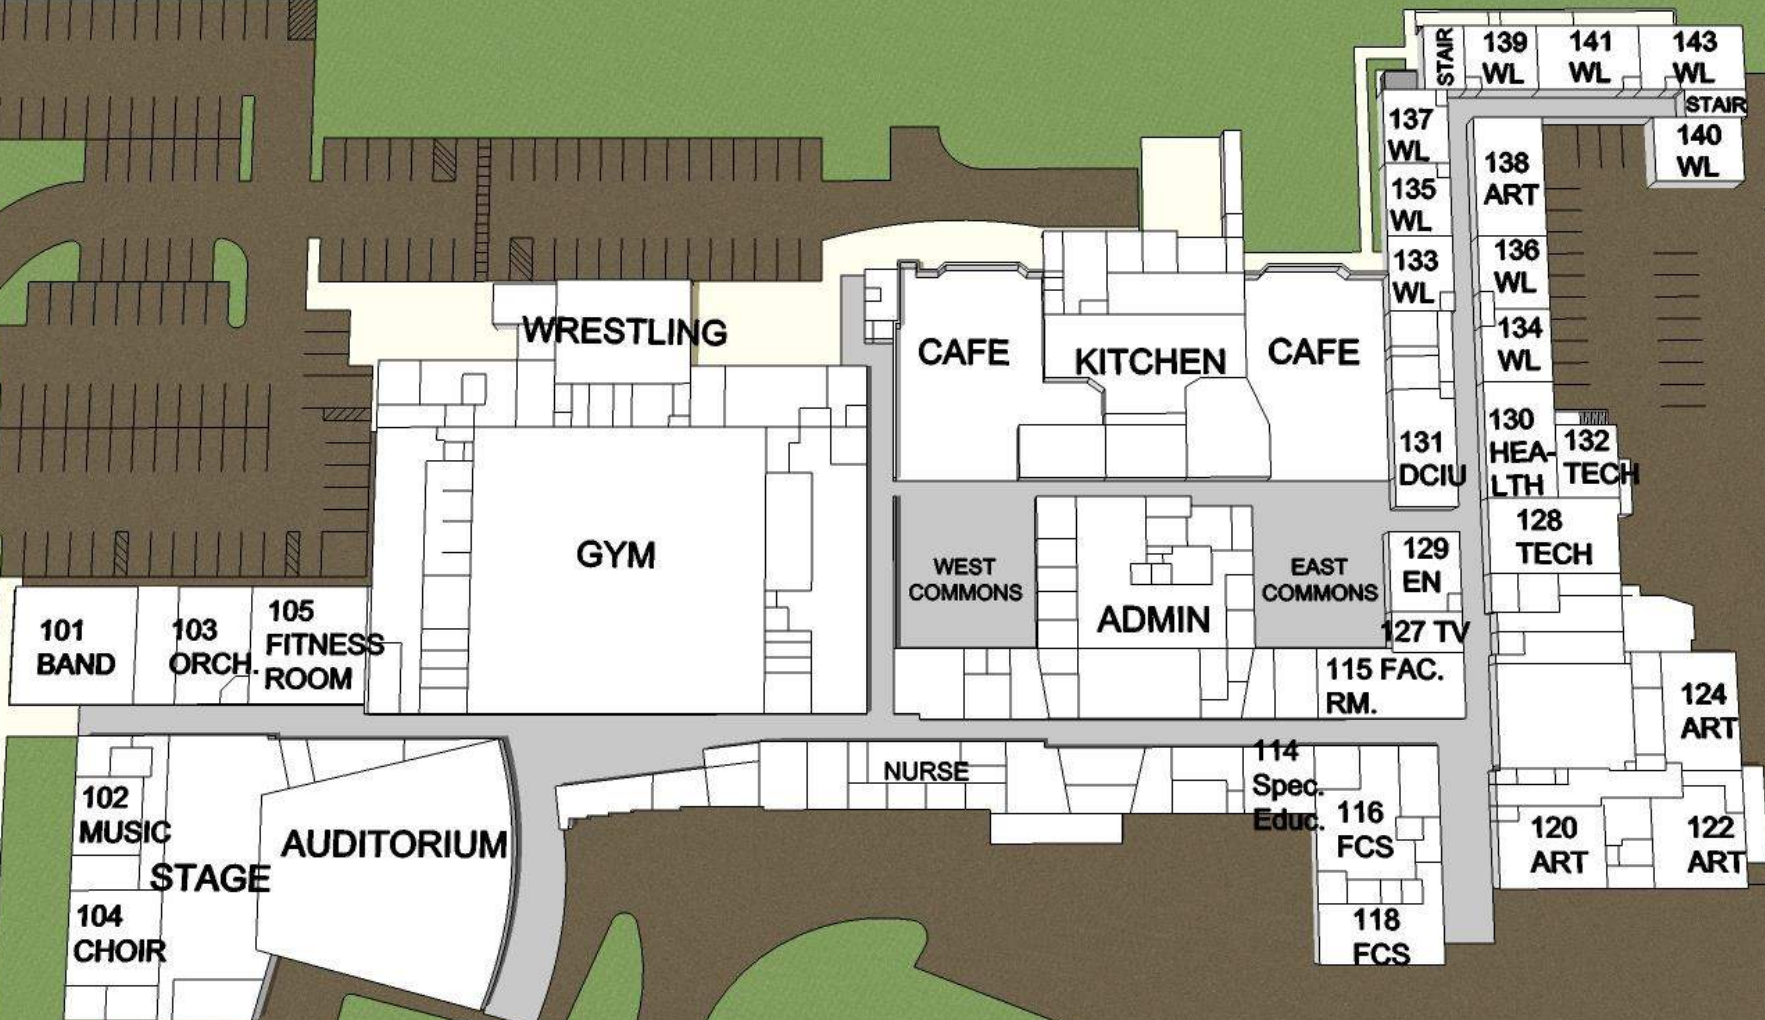 STAIR
139
WL
141
WL
143
WL
STAIR
137
WL
140
WL
138
ART
135
WL
136
WL
133
WL
134
WL
WRESTLING
CAFE
KITCHEN
CAFE
130
HEA-
LTH
131
DCIU
132
TECH
128
TECH
GYM
WEST
COMMONS
ADMIN
EAST
COMMONS
129
EN
127 TV
115 FAC.
RM.
101
BAND
103
ORCH.
105
FITNESS
ROOM
124
ART
NURSE
114
Spec.
Educ.
102
MUSIC
STAGE
AUDITORIUM
116
FCS
120
ART
122
ART
104
CHOIR
118
FCS